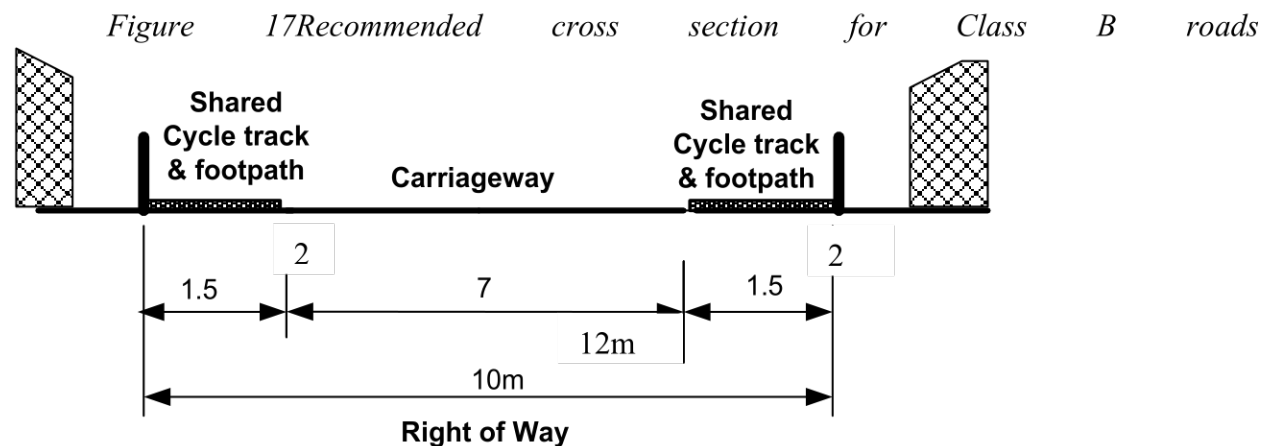 Figure 17Recommended cross section for Class B roads
Shared
Cycle track
& footpath
Carriageway
Shared
Cycle track
& footpath
2
2
1.5
7
1.5
12m
10m
Right of Way